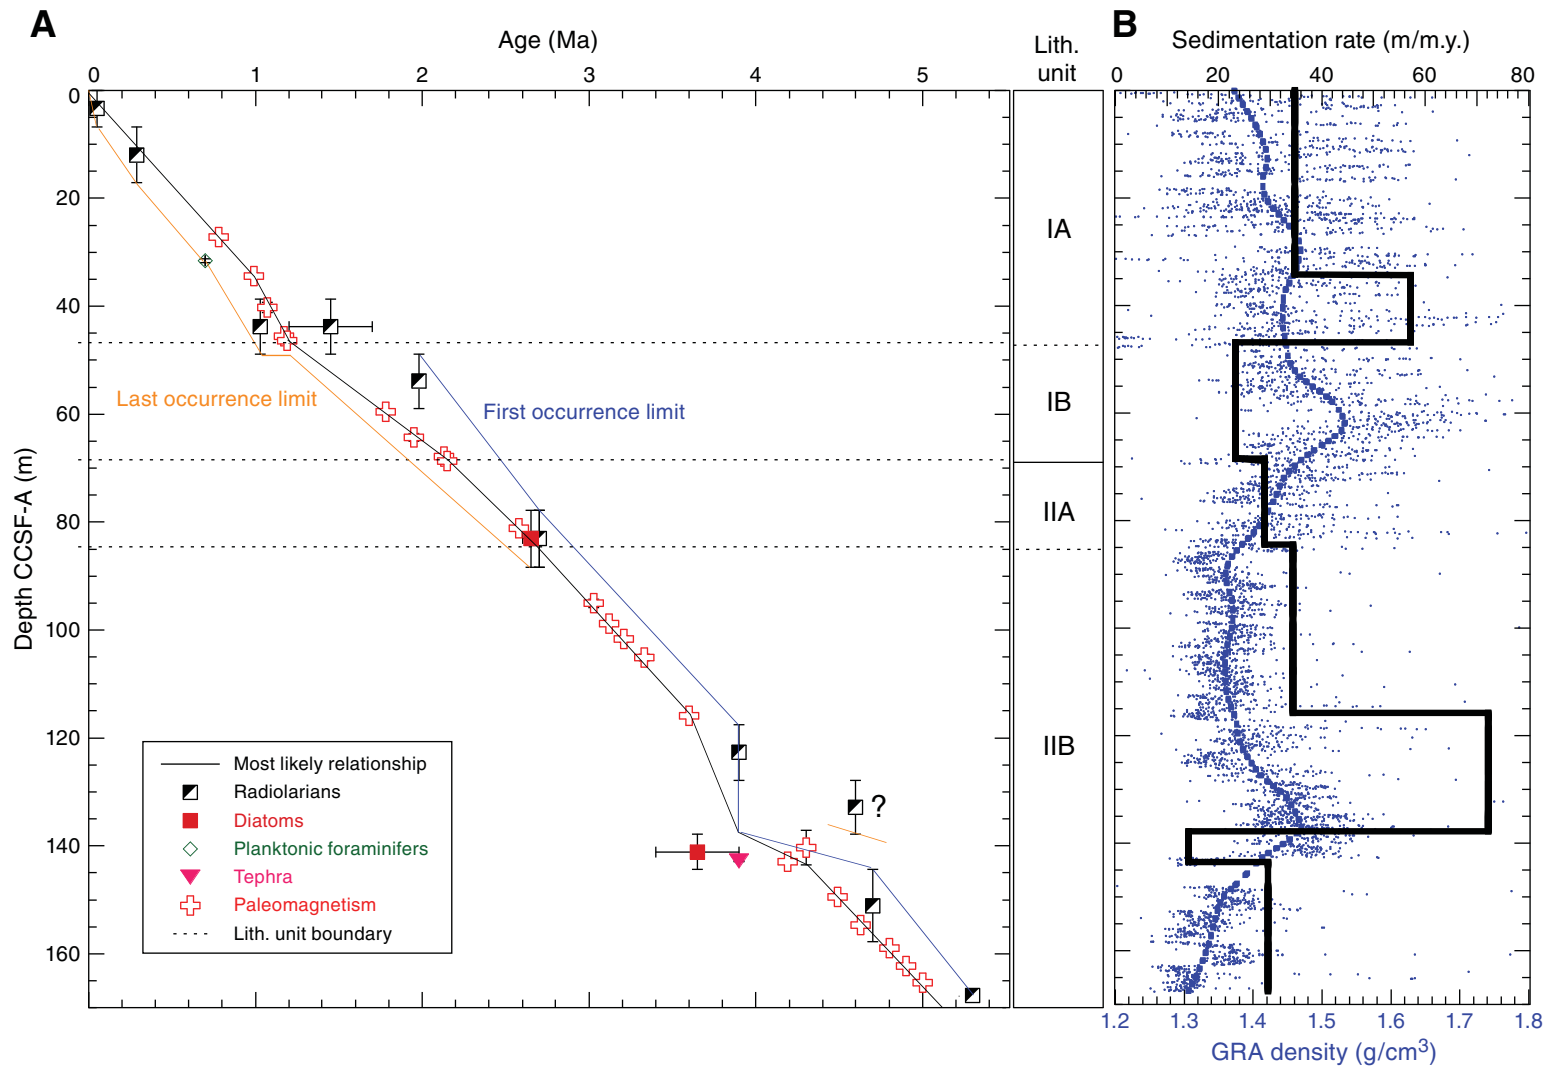 A
Age (Ma)
0 1 2 3 4 5
Depth CCSF-A (m)
0
20
40
60
80
100
120
140
160
Last occurrence limit
First occurrence limit
?
Most likely relationship
Radiolarians
Diatoms
Planktonic foraminifers
Tephra
Paleomagnetism
Lith. unit boundary
Lith.
unit
IA
IB
IIA
IIB
B
Sedimentation rate (m/m.y.)
0 20 40 60 80
1.2 1.3 1.4 1.5 1.6 1.7 1.8
GRA density (g/cm³)